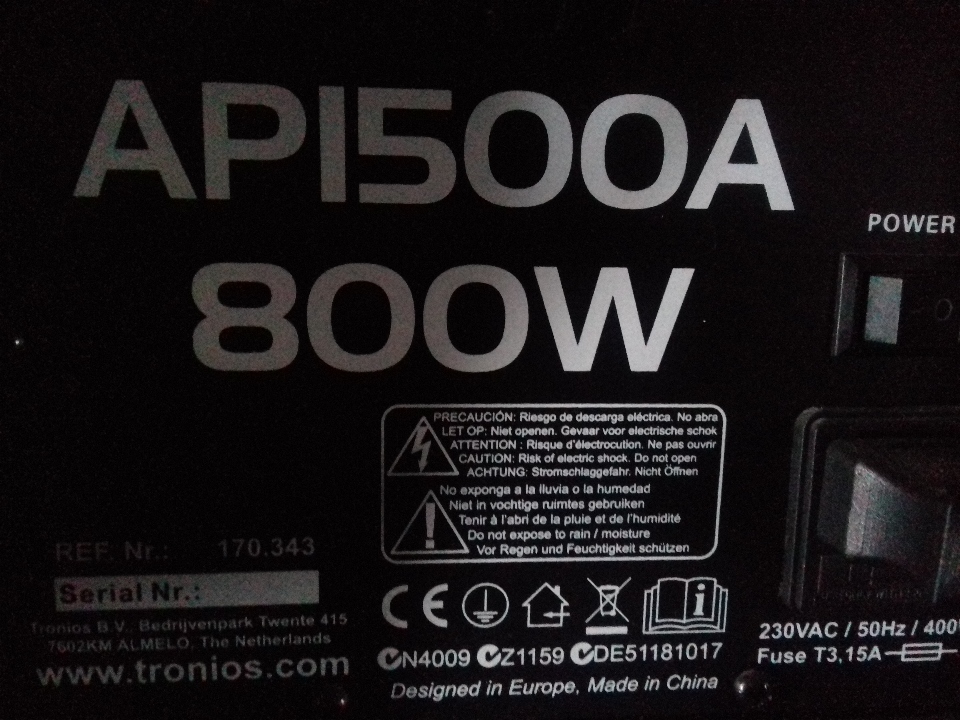 AP1500A
POWER
800W
PRECAUCIÓN: Riesgo de descarga eléctrica. No abra
LET OP: Niet openen. Gevaar voor electrische schok
ATTENTION : Risque d'électrocution. Ne pas ouvrir
CAUTION: Risk of electric shock. Do not open
ACHTUNG: Stromschlaggefahr. Nicht Öffnen
No exponga a la lluvia o la humedad
Niet in vochtige ruimtes gebruiken
Tenir à l'abri de la pluie et de l'humidité
Do not expose to rain / moisture
Vor Regen und Feuchtigkeit schützen
REF. Nr.: 170.343
Serial Nr.:
Tronios B.V., Bedrijvenpark Twente 415
7602KM ALMELO, The Netherlands
www.tronios.com
CE
N4009 Z1159 DE51181017
Designed in Europe, Made in China
230VAC / 50Hz / 400
Fuse T3,15A